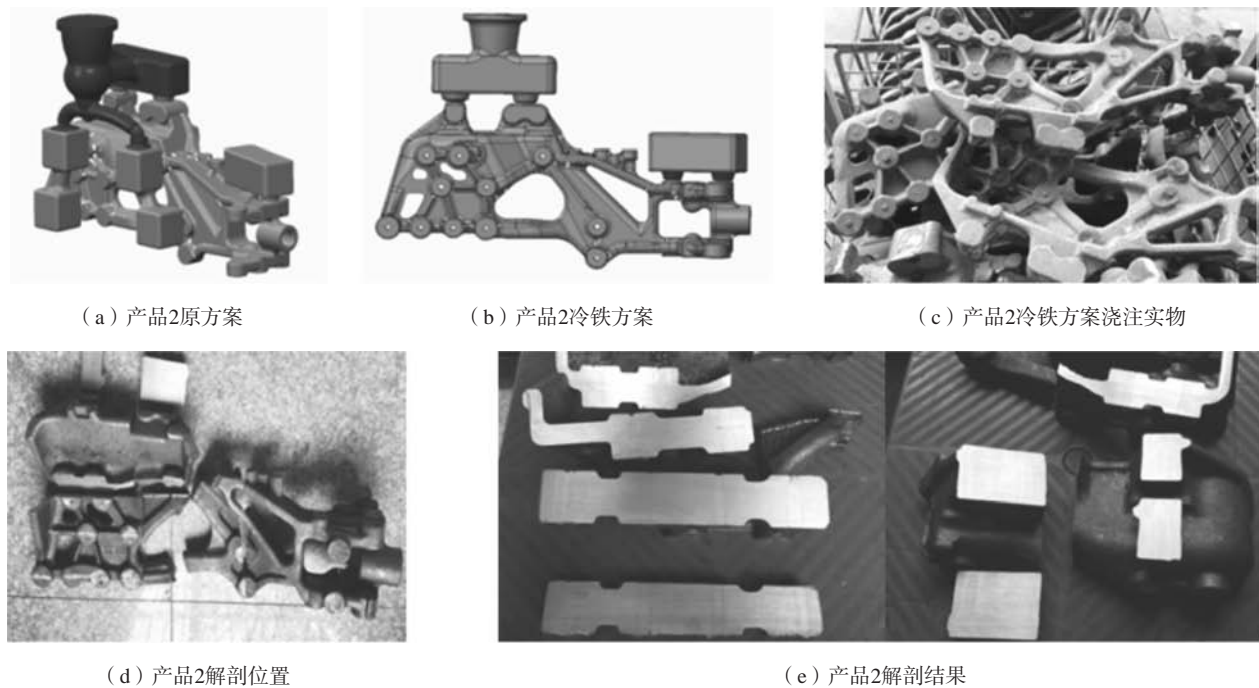 （a）产品2原方案
（b）产品2冷铁方案
（c）产品2冷铁方案浇注实物
（d）产品2解剖位置
（e）产品2解剖结果